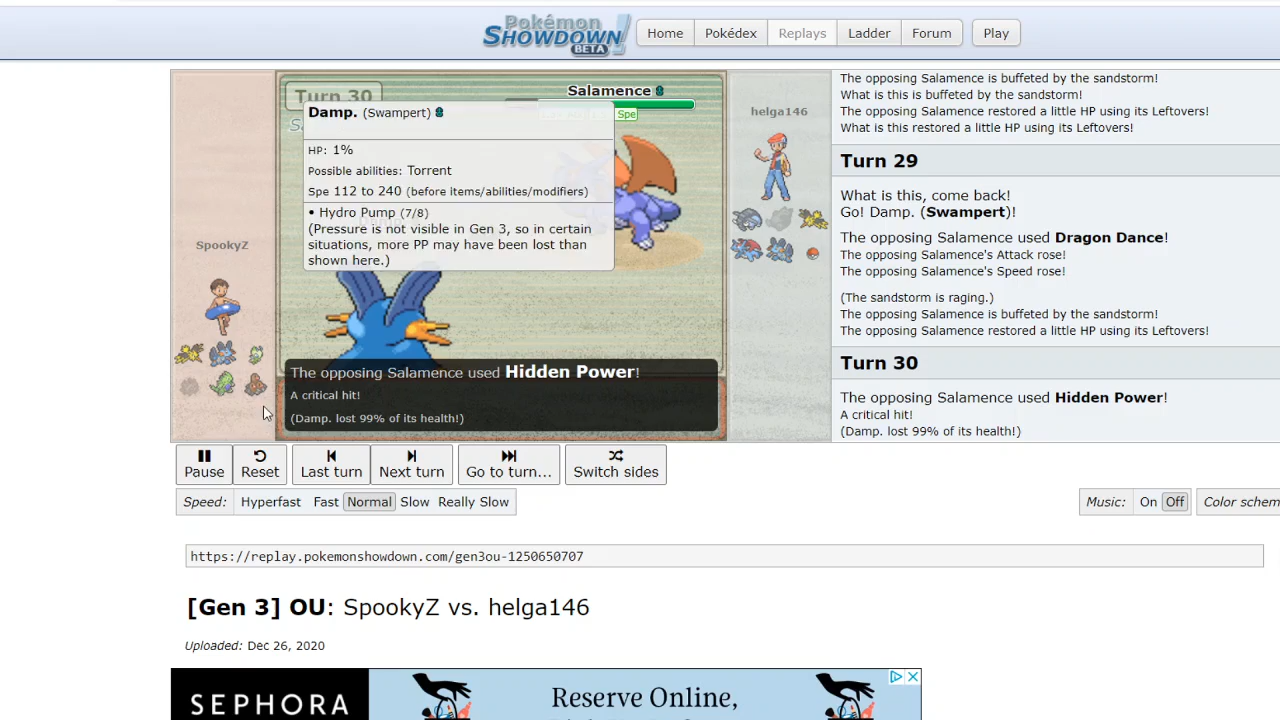 Pokémon
SHOWDOWN!
BETA
Home
Pokédex
Replays
Ladder
Forum
Play
Turn 30
Salamence
Spe
Damp. (Swampert)
HP: 1%
Possible abilities: Torrent
Spe 112 to 240 (before items/abilities/modifiers)
• Hydro Pump (7/8)
(Pressure is not visible in Gen 3, so in certain
situations, more PP may have been lost than
shown here.)
SpookyZ
helga146
The opposing Salamence used Hidden Power!
A critical hit!
(Damp. lost 99% of its health!)
The opposing Salamence is buffeted by the sandstorm!
What is this is buffeted by the sandstorm!
The opposing Salamence restored a little HP using its Leftovers!
What is this restored a little HP using its Leftovers!
Turn 29
What is this, come back!
Go! Damp. (Swampert)!
The opposing Salamence used Dragon Dance!
The opposing Salamence's Attack rose!
The opposing Salamence's Speed rose!
(The sandstorm is raging.)
The opposing Salamence is buffeted by the sandstorm!
The opposing Salamence restored a little HP using its Leftovers!
Turn 30
The opposing Salamence used Hidden Power!
A critical hit!
(Damp. lost 99% of its health!)
Pause
Reset
Last turn
Next turn
Go to turn...
Switch sides
Speed: Hyperfast Fast Normal Slow Really Slow
Music: On Off
Color schem
https://replay.pokemonshowdown.com/gen3ou-1250650707
[Gen 3] OU: SpookyZ vs. helga146
Uploaded: Dec 26, 2020
SEPHORA
Reserve Online,